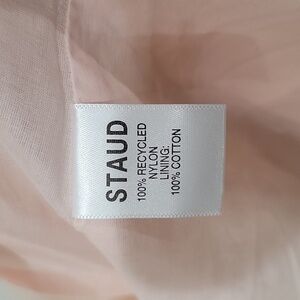 STAUD
100% RECYCLED
NYLON
LINING:
100% COTTON